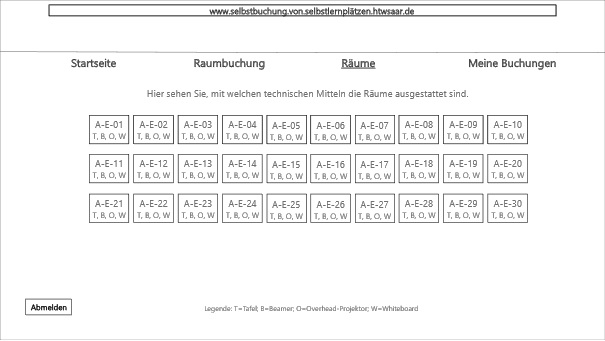 www.selbstbuchung.von.selbstlernplätzen.htwsaar.de
Startseite Raumbuchung Räume Meine Buchungen
Hier sehen Sie, mit welchen technischen Mitteln die Räume ausgestattet sind.
A-E-01 A-E-02 A-E-03 A-E-04 A-E-05 A-E-06 A-E-07 A-E-08 A-E-09 A-E-10
T, B, O, W T, B, O, W T, B, O, W T, B, O, W T, B, O, W T, B, O, W T, B, O, W T, B, O, W T, B, O, W T, B, O, W
A-E-11 A-E-12 A-E-13 A-E-14 A-E-15 A-E-16 A-E-17 A-E-18 A-E-19 A-E-20
T, B, O, W T, B, O, W T, B, O, W T, B, O, W T, B, O, W T, B, O, W T, B, O, W T, B, O, W T, B, O, W T, B, O, W
A-E-21 A-E-22 A-E-23 A-E-24 A-E-25 A-E-26 A-E-27 A-E-28 A-E-29 A-E-30
T, B, O, W T, B, O, W T, B, O, W T, B, O, W T, B, O, W T, B, O, W T, B, O, W T, B, O, W T, B, O, W T, B, O, W
Abmelden
Legende: T=Tafel; B=Beamer; O=Overhead-Projektor; W=Whiteboard